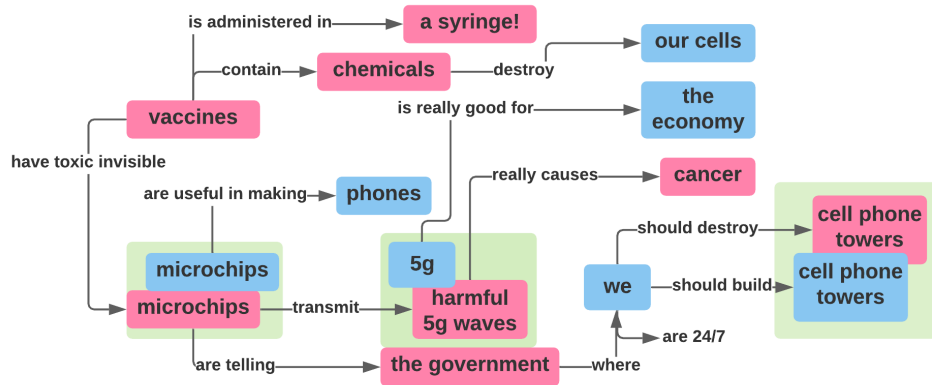 is administered in
a syringe!
our cells
contain
chemicals
destroy
is really good for
the
economy
vaccines
have toxic invisible
really causes
cancer
are useful in making
phones
cell phone
towers
should destroy
5g
microchips
cell phone
towers
we
should build
harmful
5g waves
microchips
transmit
are 24/7
are telling
the government
where